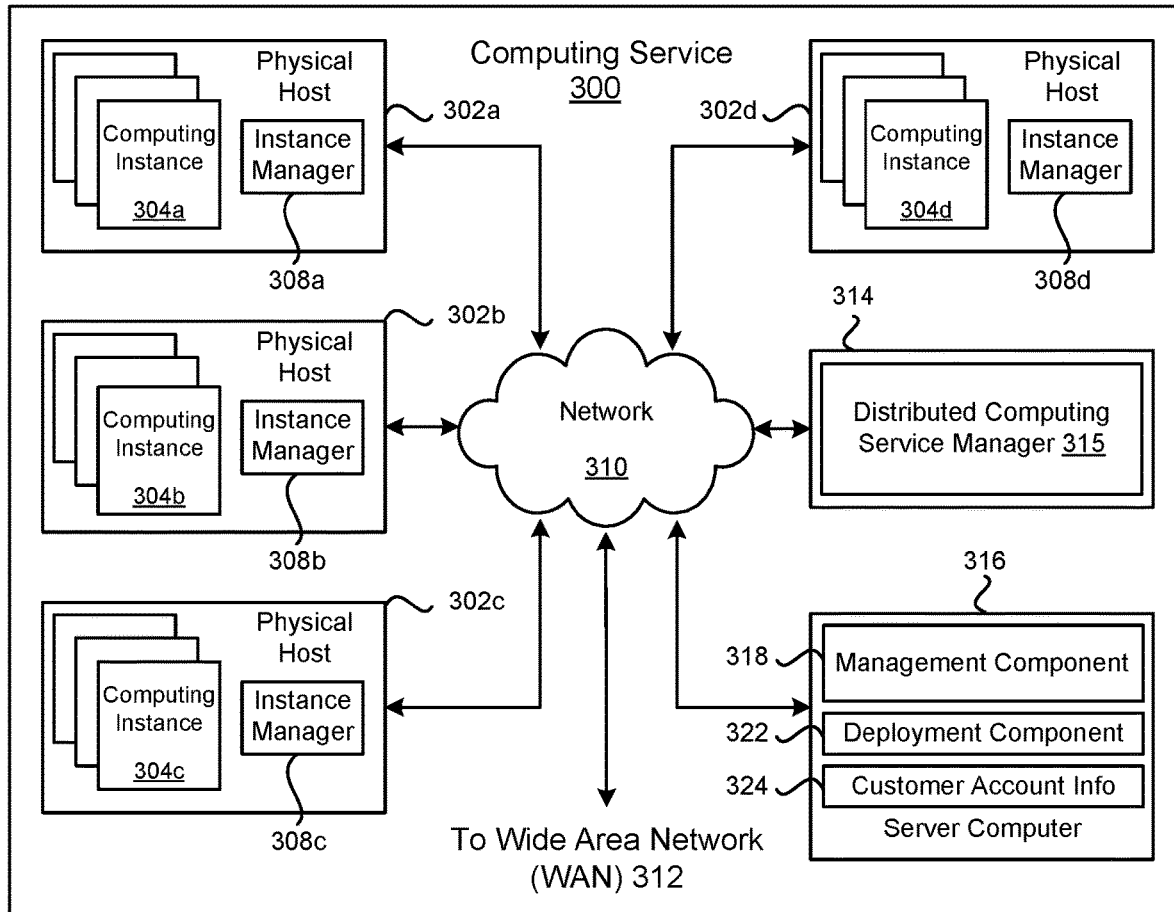 Computing Service
300
Physical
Host
302a
Computing
Instance
304a
Instance
Manager
308a
302d
Physical
Host
Computing
Instance
304d
Instance
Manager
308d
302b
Physical
Host
Computing
Instance
304b
Instance
Manager
308b
Network
310
314
Distributed Computing
Service Manager 315
302c
Physical
Host
Computing
Instance
304c
Instance
Manager
308c
316
318
Management Component
322
Deployment Component
324
Customer Account Info
Server Computer
To Wide Area Network
(WAN) 312